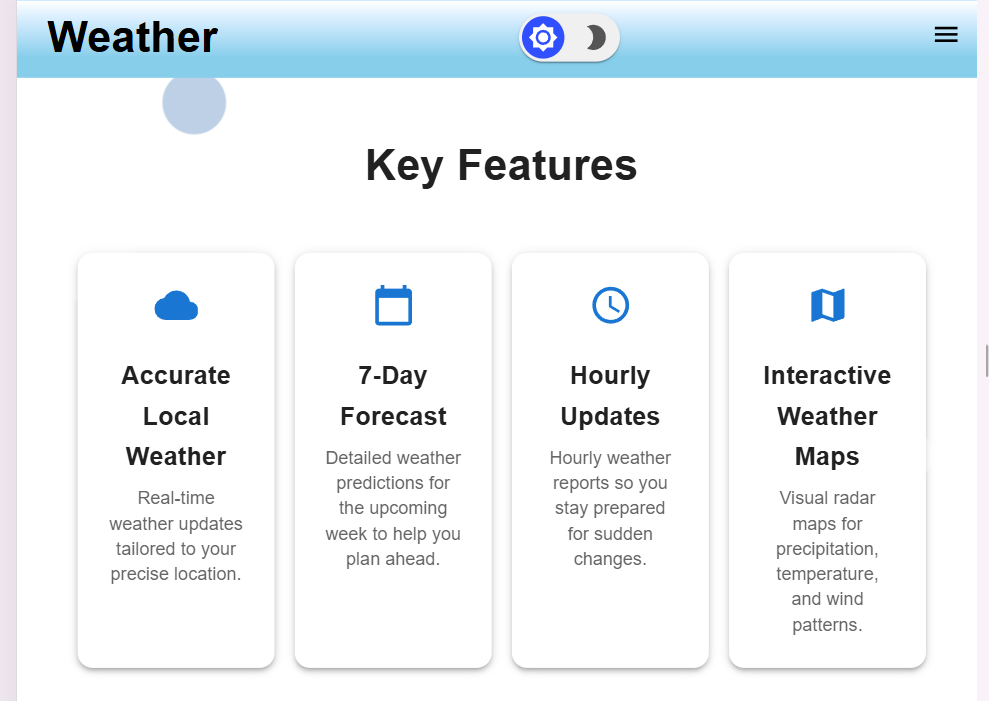 Weather
Key Features
Accurate
Local
Weather
Real-time
weather updates
tailored to your
precise location.
7-Day
Forecast
Detailed weather
predictions for
the upcoming
week to help you
plan ahead.
Hourly
Updates
Hourly weather
reports so you
stay prepared
for sudden
changes.
Interactive
Weather
Maps
Visual radar
maps for
precipitation,
temperature,
and wind
patterns.